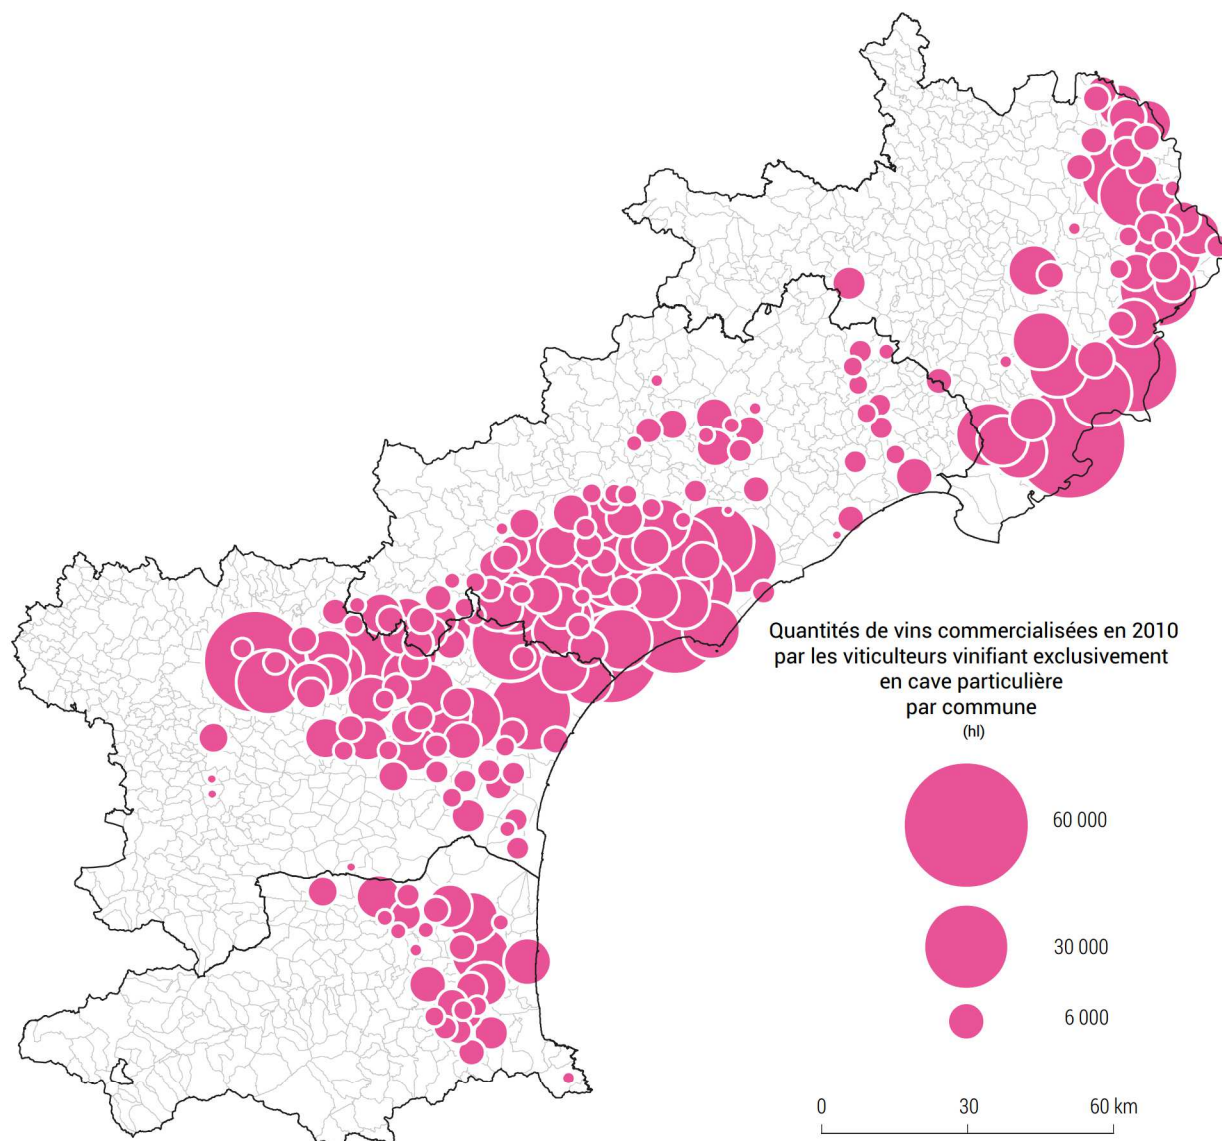 Quantités de vins commercialisées en 2010
par les viticulteurs vinifiant exclusivement
en cave particulière
par commune
(hl)
60 000
30 000
6 000
0 30 60 km